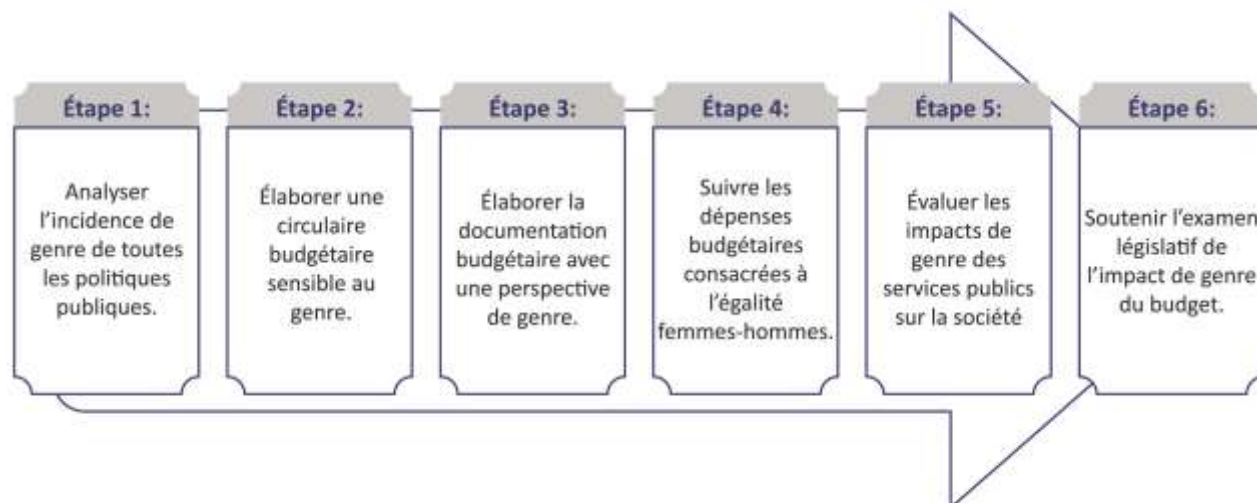 Étape 1:
Analyser
l'incidence de
genre de toutes
les politiques
publiques.
Étape 2:
Élaborer une
circulaire
budgétaire
sensible au
genre.
Étape 3:
Élaborer la
documentation
budgétaire avec
une perspective
de genre.
Étape 4:
Suivre les
dépenses
budgétaires
consacrées à
l'égalité
femmes-hommes.
Étape 5:
Évaluer les
impacts de
genre des
services publics
sur la société
Étape 6:
Soutenir l'examen
législatif de
l'impact de genre
du budget.